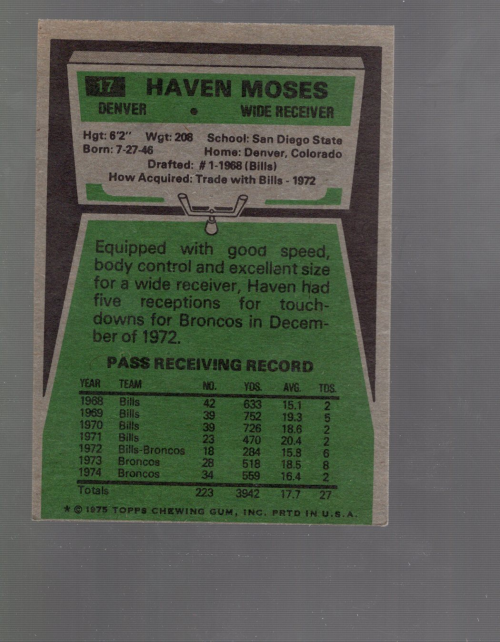 17 HAVEN MOSES
DENVER • WIDE RECEIVER
Hgt: 6'2" Wgt: 208 School: San Diego State
Born: 7-27-46 Home: Denver, Colorado
Drafted: #1-1968 (Bills)
How Acquired: Trade with Bills - 1972
Equipped with good speed,
body control and excellent size
for a wide receiver, Haven had
five receptions for touch-
downs for Broncos in Decem-
ber of 1972.
PASS RECEIVING RECORD
YEAR TEAM NO. YDS. AVG. TDS.
1968 Bills 42 633 15.1 2
1969 Bills 39 752 19.3 5
1970 Bills 39 726 18.6 2
1971 Bills 23 470 20.4 2
1972 Bills-Broncos 18 284 15.8 6
1973 Broncos 28 518 18.5 8
1974 Broncos 34 559 16.4 2
Totals 223 3942 17.7 27
* © 1975 TOPPS CHEWING GUM, INC. PRTD IN U.S.A.